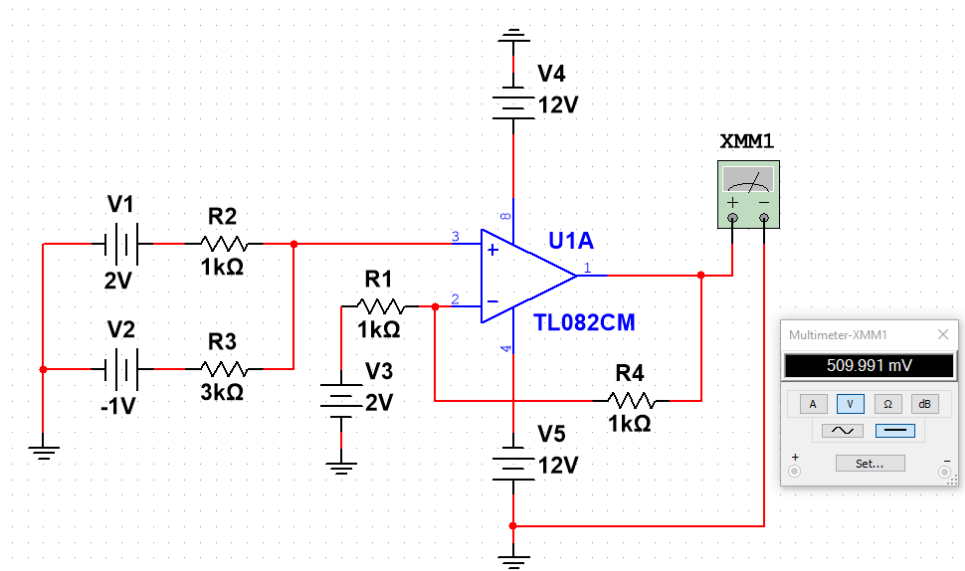 V4
12V
XMM1
+ −
V1
2V
R2
1kΩ
8
3
+
U1A
1
R1
1kΩ
2
−
TL082CM
4
V2
-1V
R3
3kΩ
V3
2V
R4
1kΩ
V5
12V
Multimeter-XMM1 ×
509.991 mV
A V Ω dB
+ −
Set...